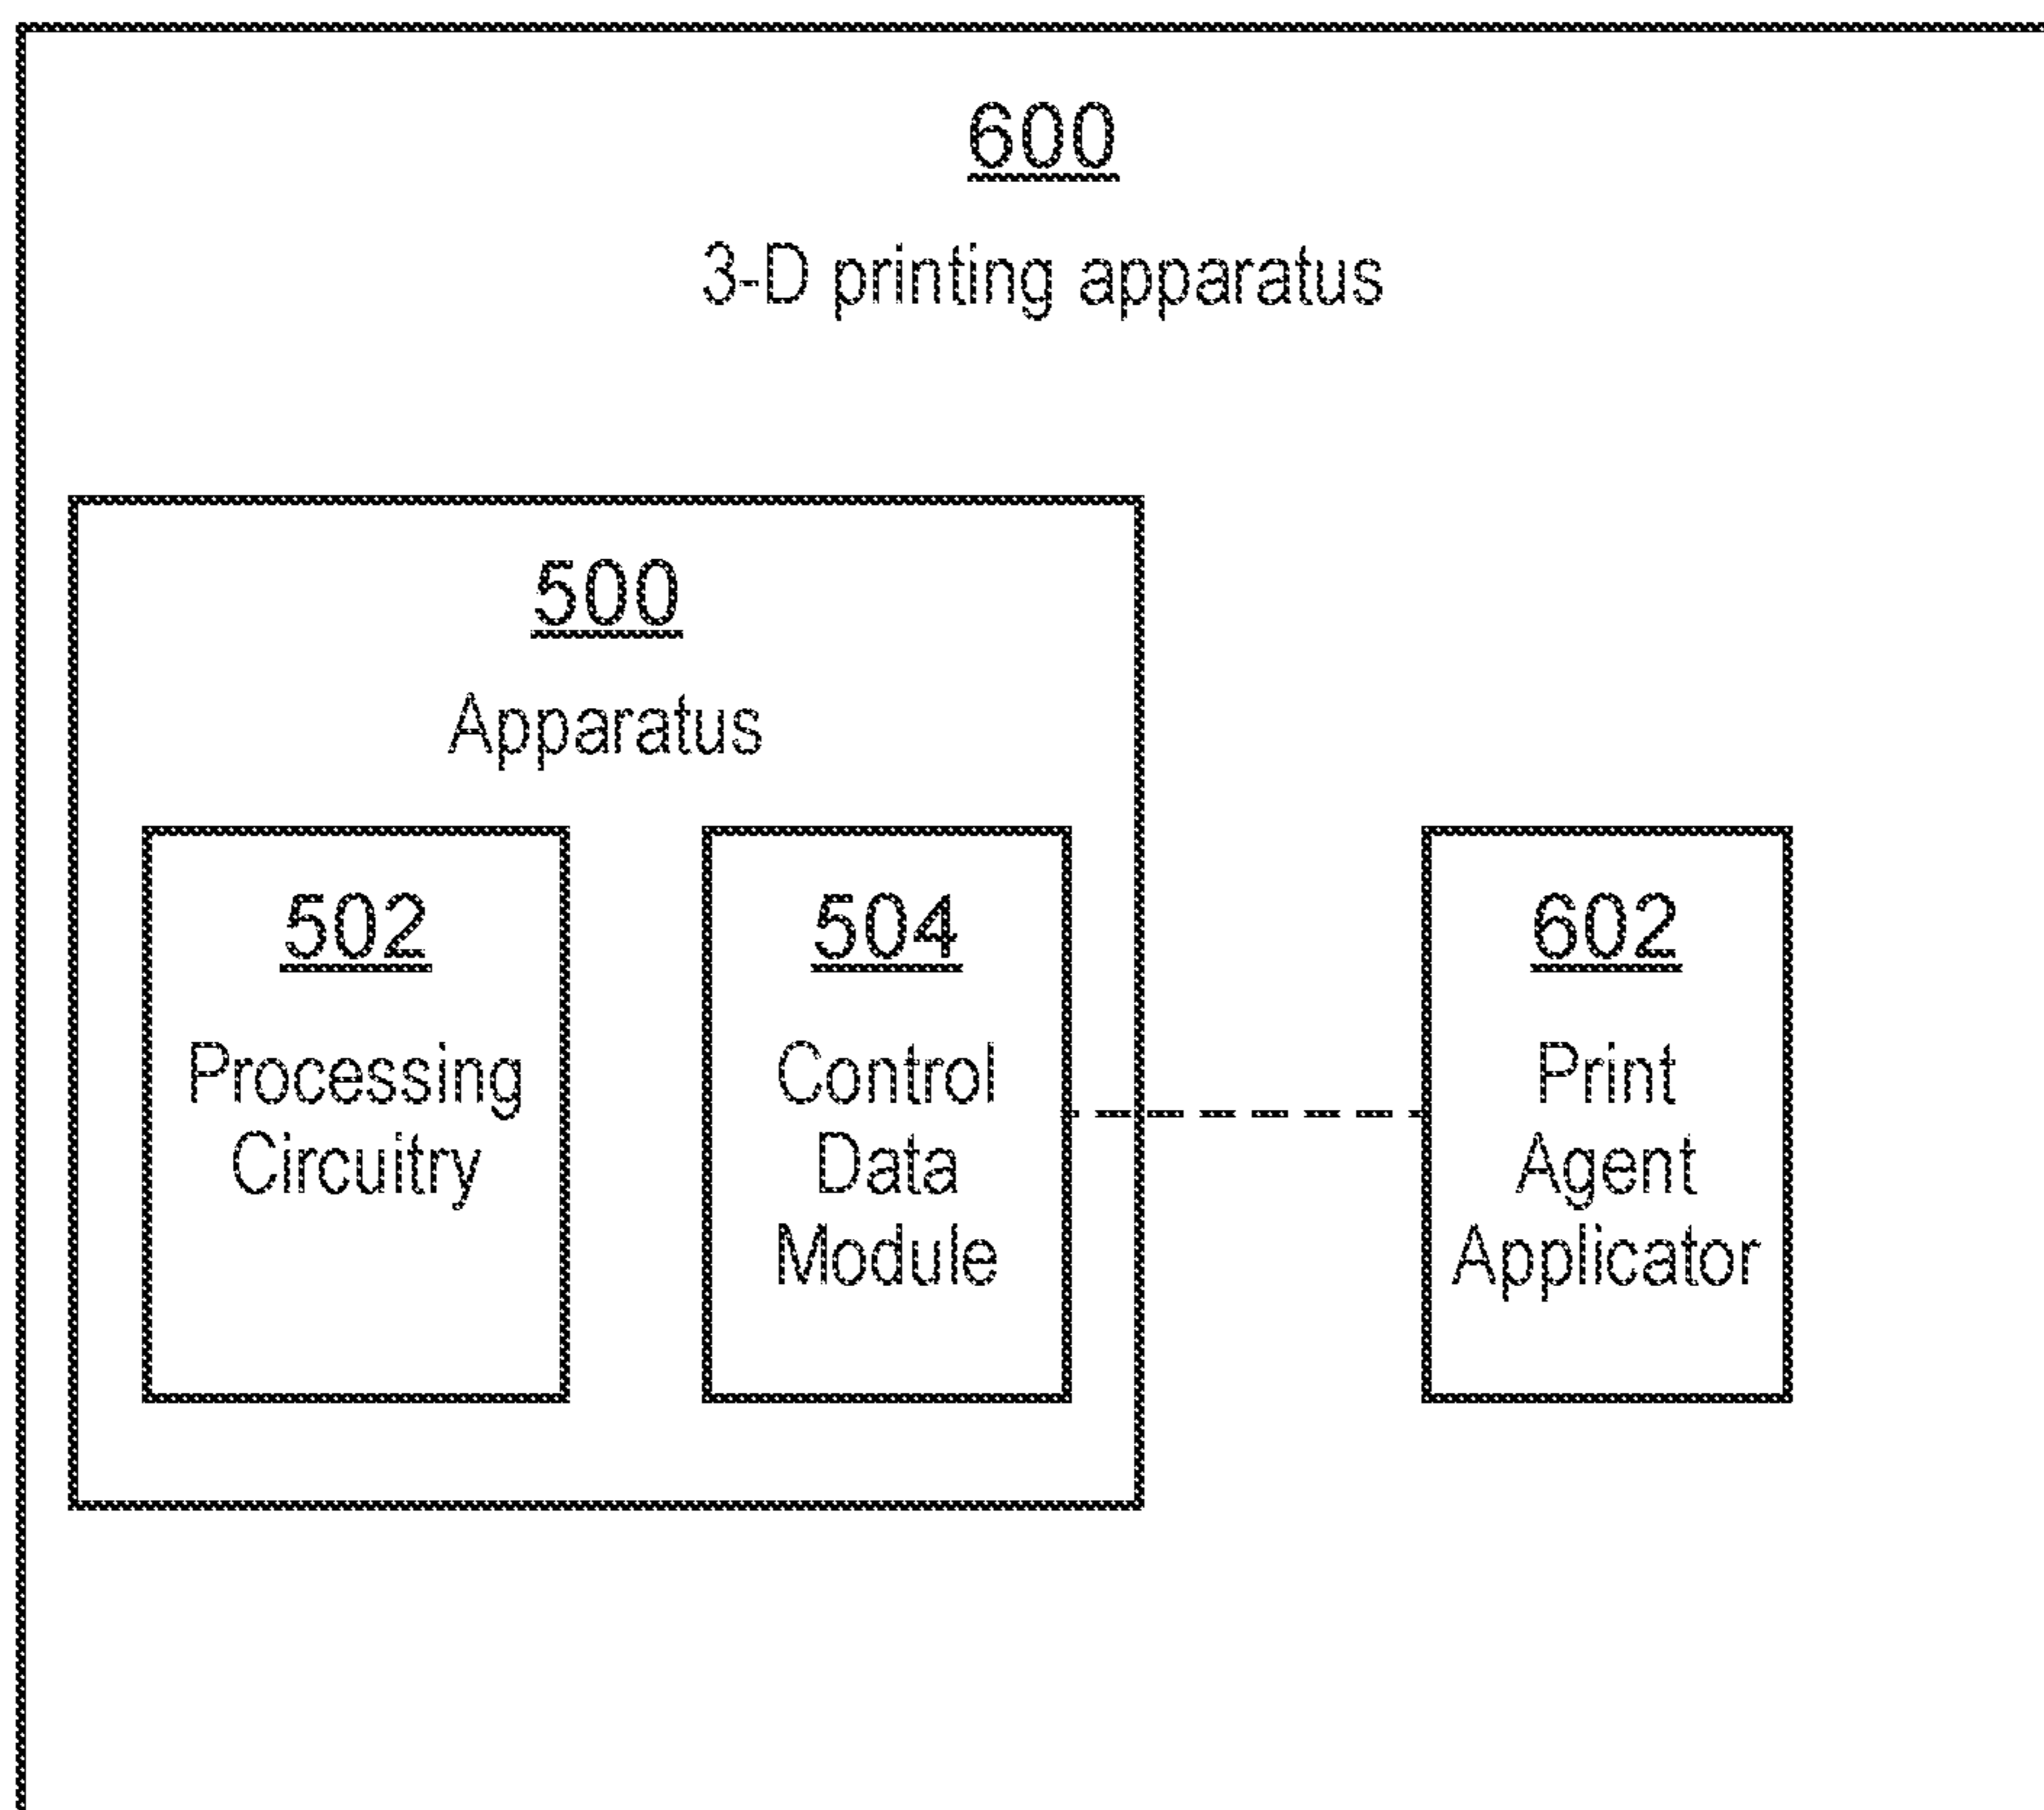 600
3-D printing apparatus
500
Apparatus
502
Processing
Circuitry
504
Control
Data
Module
602
Print
Agent
Applicator